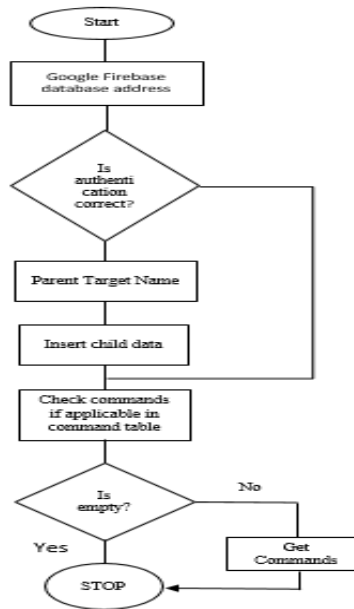 Start
Google Firebase
database address
Is
authenti
cation
correct?
Parent Target Name
Insert child data
Check commands
if applicable in
command table
Is
empty?
No
Yes
Get
Commands
STOP